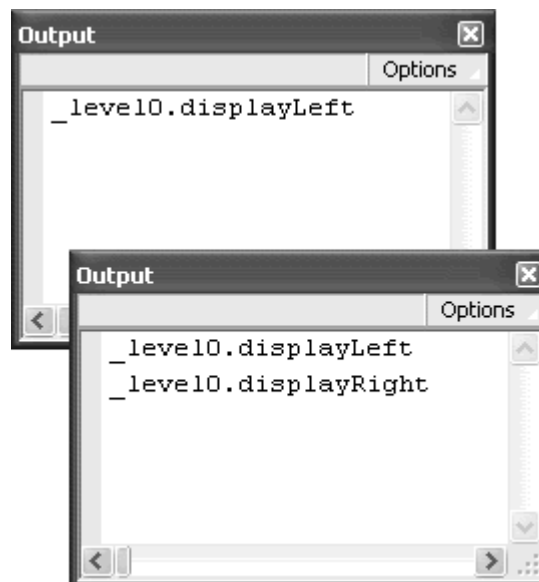 Output
Options
_level0.displayLeft
Output
Options
_level0.displayLeft
_level0.displayRight